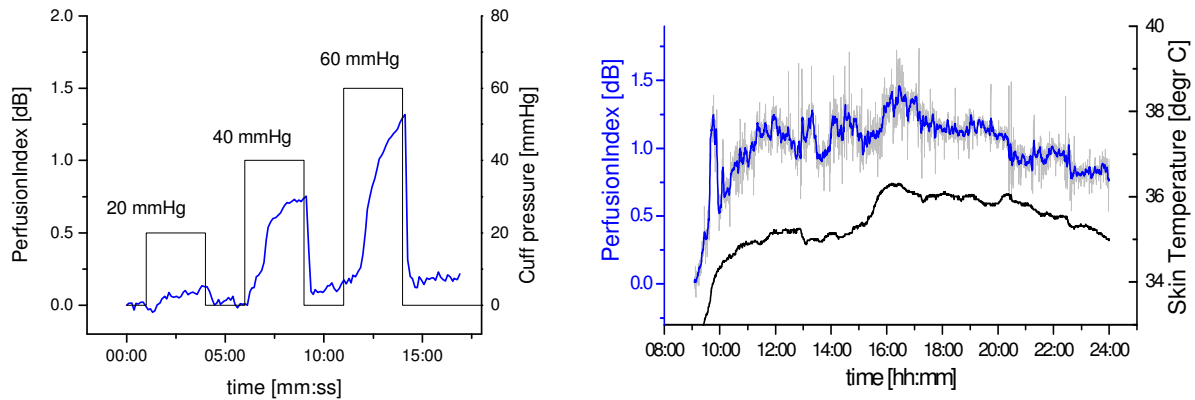 2.0
1.5
1.0
0.5
0.0
PerfusionIndex [dB]
20 mmHg
40 mmHg
60 mmHg
80
60
40
20
0
Cuff pressure [mmHg]
00:00 05:00 10:00 15:00
time [mm:ss]
1.5
1.0
0.5
0.0
PerfusionIndex [dB]
40
38
36
34
Skin Temperature [degr C]
08:00 10:00 12:00 14:00 16:00 18:00 20:00 22:00 24:00
time [hh:mm]